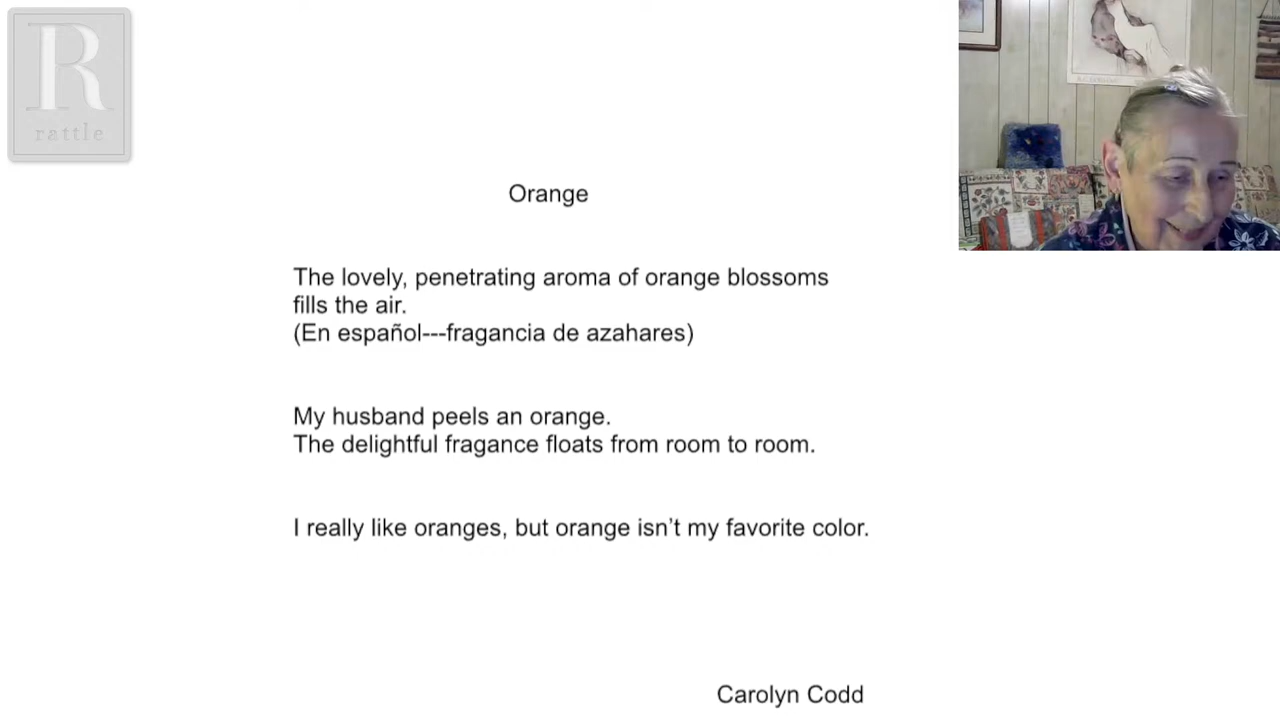 R
rattle
Orange
The lovely, penetrating aroma of orange blossoms
fills the air.
(En español---fragancia de azahares)
My husband peels an orange.
The delightful fragance floats from room to room.
I really like oranges, but orange isn’t my favorite color.
Carolyn Codd